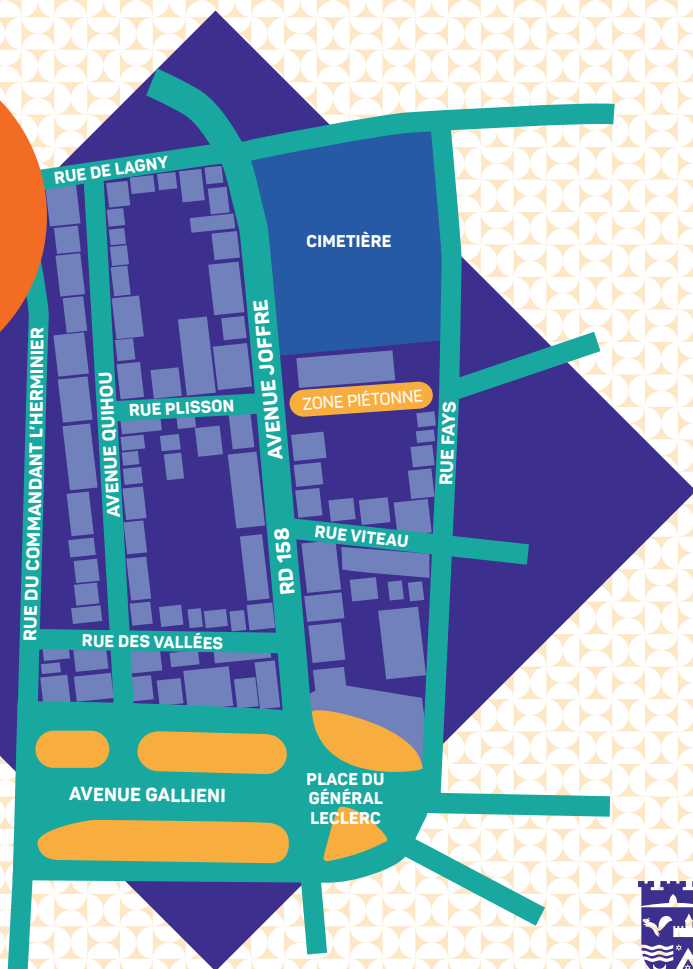 RUE DE LAGNY
CIMETIÈRE
RUE DU COMMANDANT L'HERMINIER
AVENUE QUIHOU
RUE PLISSON
AVENUE JOFFRE
ZONE PIÉTONNE
RUE FAYS
RD 158
RUE VITEAU
RUE DES VALLÉES
AVENUE GALLIENI
PLACE DU
GÉNÉRAL
LECLERC